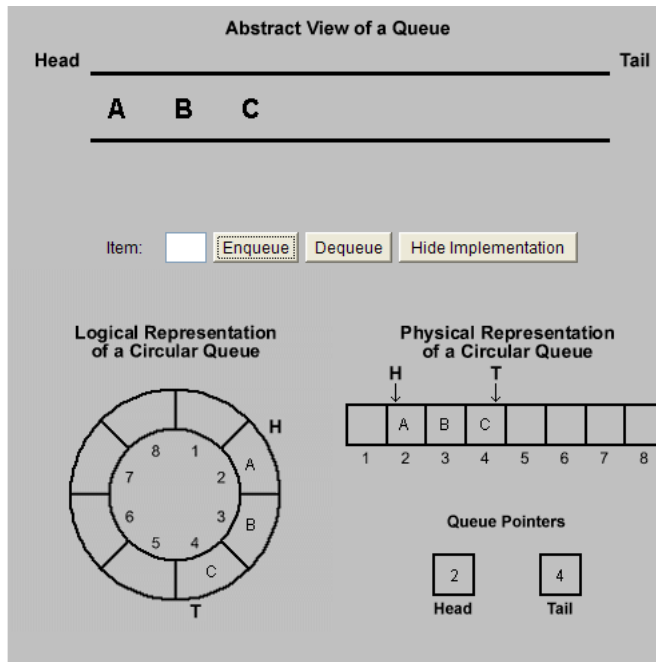 Abstract View of a Queue
Head Tail
A B C
Item: Enqueue Dequeue Hide Implementation
Logical Representation
of a Circular Queue
H
8 1
7 2 A
6 3 B
5 4
C
T
Physical Representation
of a Circular Queue
H T
A B C
1 2 3 4 5 6 7 8
Queue Pointers
2 4
Head Tail